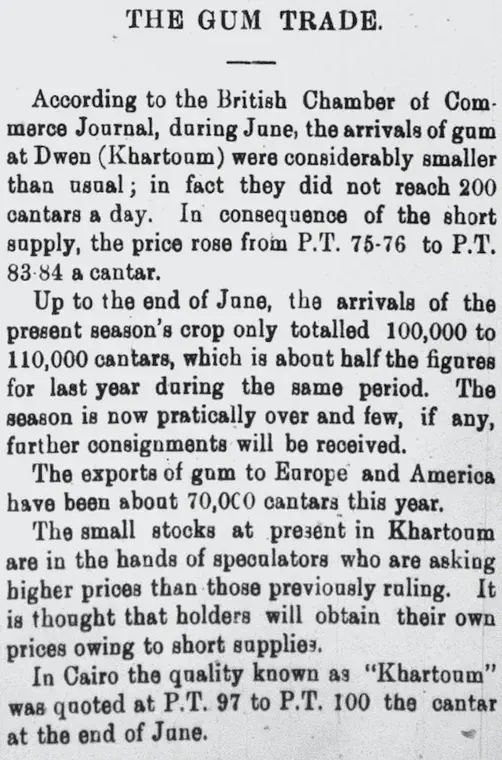 THE GUM TRADE.
According to the British Chamber of Com-
merce Journal, during June, the arrivals of gum
at Dwen (Khartoum) were considerably smaller
than usual; in fact they did not reach 200
cantars a day. In consequence of the short
supply, the price rose from P.T. 75-76 to P.T.
83-84 a cantar.
Up to the end of June, the arrivals of the
present season's crop only totalled 100,000 to
110,000 cantars, which is about half the figures
for last year during the same period. The
season is now pratically over and few, if any,
further consignments will be received.
The exports of gum to Europe and America
have been about 70,000 cantars this year.
The small stocks at present in Khartoum
are in the hands of speculators who are asking
higher prices than those previously ruling. It
is thought that holders will obtain their own
prices owing to short supplies.
In Cairo the quality known as "Khartoum"
was quoted at P.T. 97 to P.T. 100 the cantar
at the end of June.